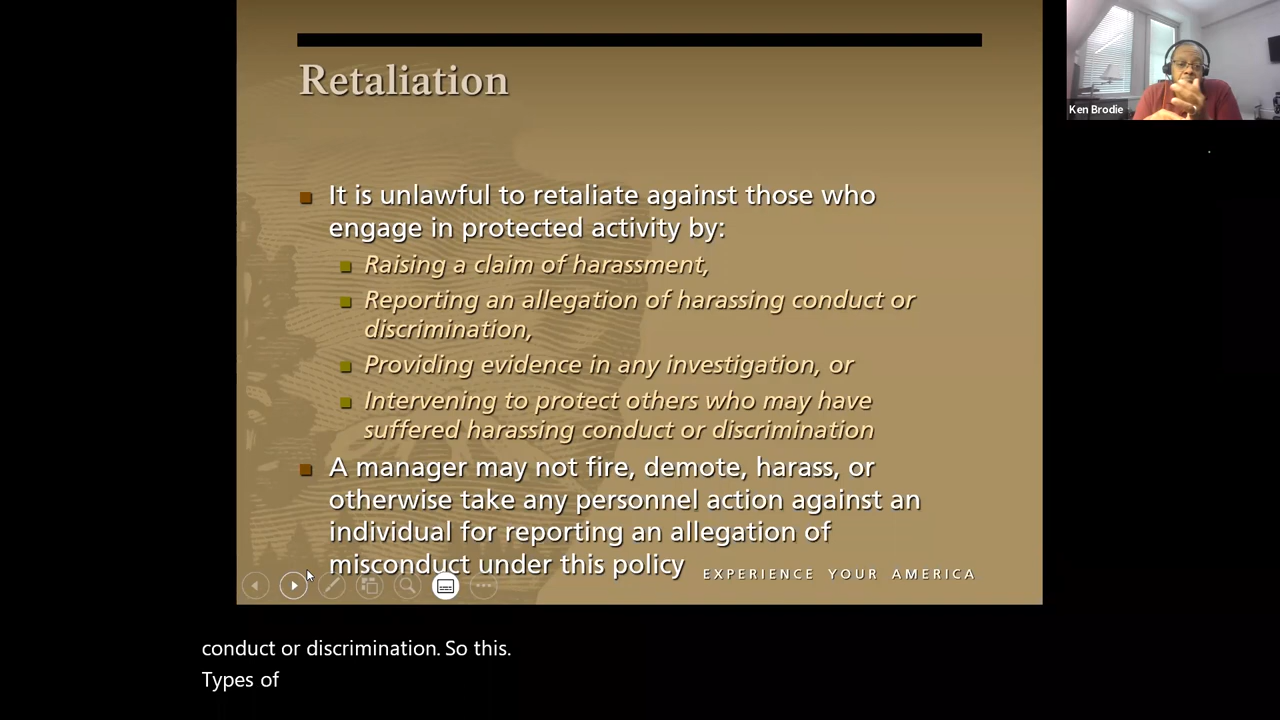 Retaliation
Ken Brodie
It is unlawful to retaliate against those who
engage in protected activity by:
Raising a claim of harassment,
Reporting an allegation of harassing conduct or
discrimination,
Providing evidence in any investigation, or
Intervening to protect others who may have
suffered harassing conduct or discrimination
A manager may not fire, demote, harass, or
otherwise take any personnel action against an
individual for reporting an allegation of
misconduct under this policy
EXPERIENCE YOUR AMERICA
conduct or discrimination. So this.
Types of